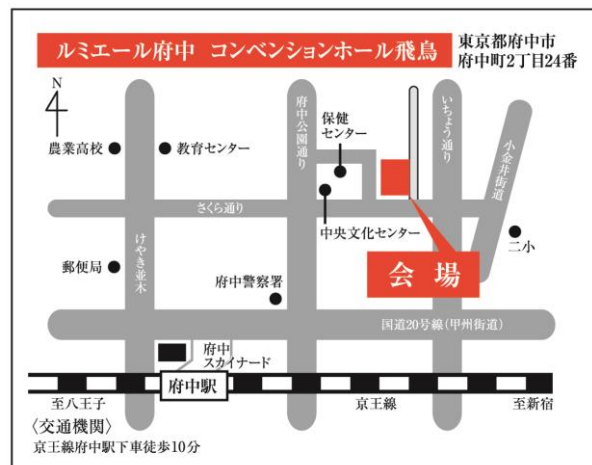 ルミエール府中 コンベンションホール飛鳥
東京都府中市
府中町2丁目24番
N
農業高校
教育センター
府中公園通り
保健
センター
いちょう通り
小金井街道
さくら通り
中央文化センター
二小
けやき並木
郵便局
府中警察署
会場
国道20号線(甲州街道)
府中
スカイナード
府中駅
至八王子
京王線
至新宿
〈交通機関〉
京王線府中駅下車徒歩10分